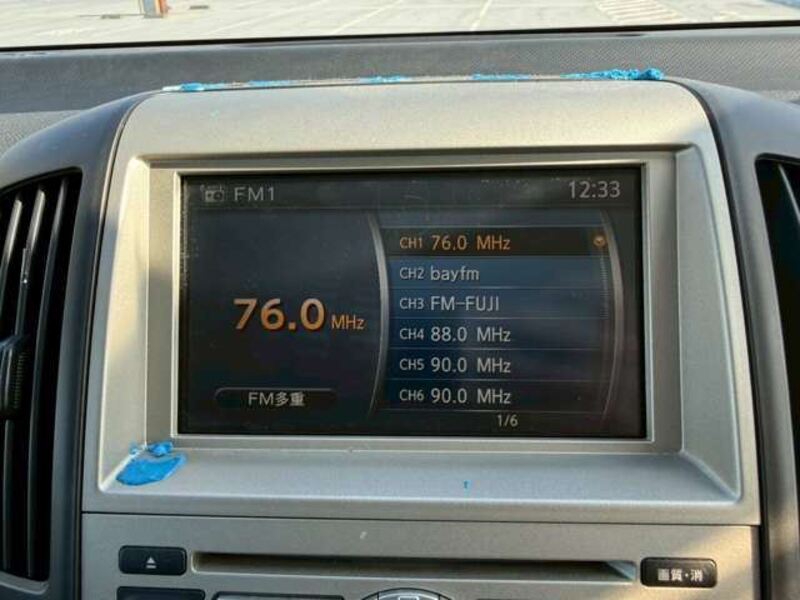 FM1 12:33
CH1 76.0 MHz
CH2 bayfm
CH3 FM-FUJI
76.0 MHz
CH4 88.0 MHz
CH5 90.0 MHz
FM多重
CH6 90.0 MHz
1/6
画質・消